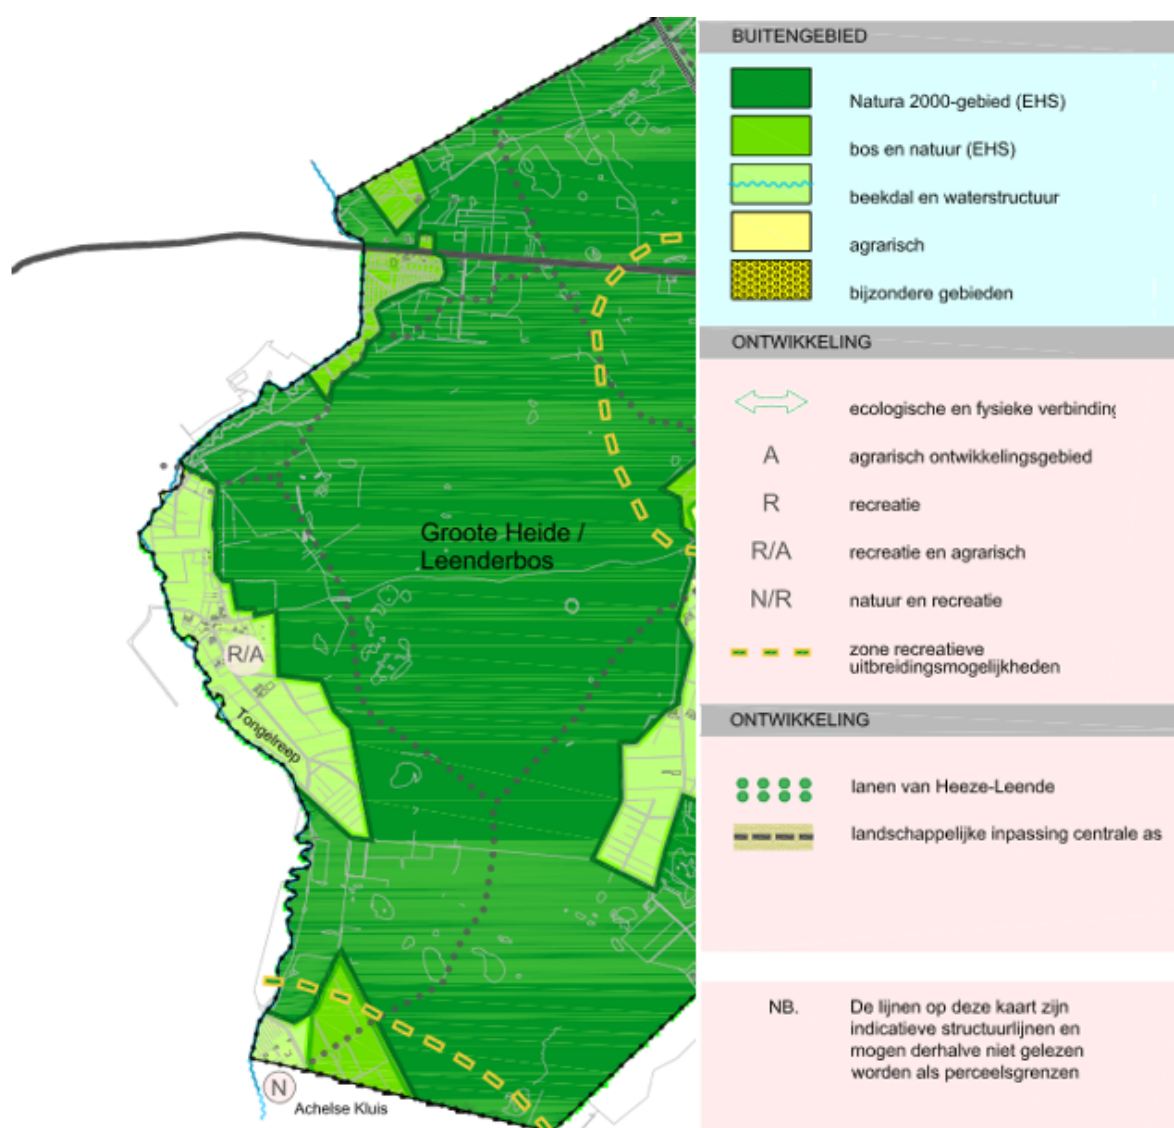 Groote Heide /
Leenderbos
R/A
Tongelreep
N
Achelse Kluis
BUITENGEBIED
Natura 2000-gebied (EHS)
bos en natuur (EHS)
beekdal en waterstructuur
agrarisch
bijzondere gebieden
ONTWIKKELING
ecologische en fysieke verbinding
A agrarisch ontwikkelingsgebied
R recreatie
R/A recreatie en agrarisch
N/R natuur en recreatie
zone recreatieve
uitbreidingsmogelijkheden
ONTWIKKELING
lanen van Heeze-Leende
landschappelijke inpassing centrale as
NB. De lijnen op deze kaart zijn
indicatieve structuurlijnen en
mogen derhalve niet gelezen
worden als perceelsgrenzen